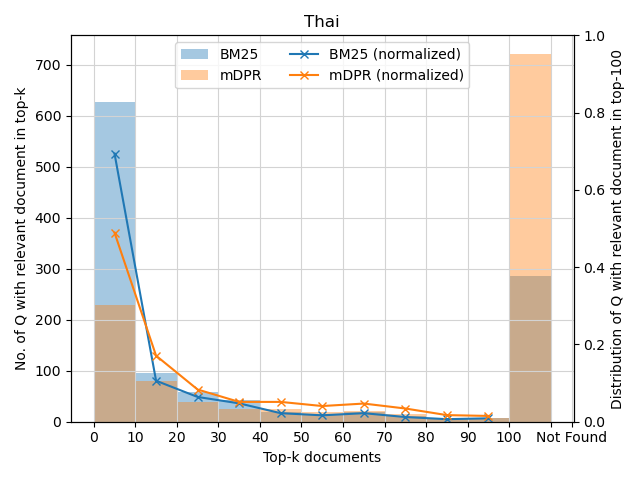 Thai
BM25
mDPR
BM25 (normalized)
mDPR (normalized)
No. of Q with relevant document in top-k
700
600
500
400
300
200
100
0
1.0
0.8
0.6
0.4
0.2
0.0
Distribution of Q with relevant document in top-100
0 10 20 30 40 50 60 70 80 90 100 Not Found
Top-k documents